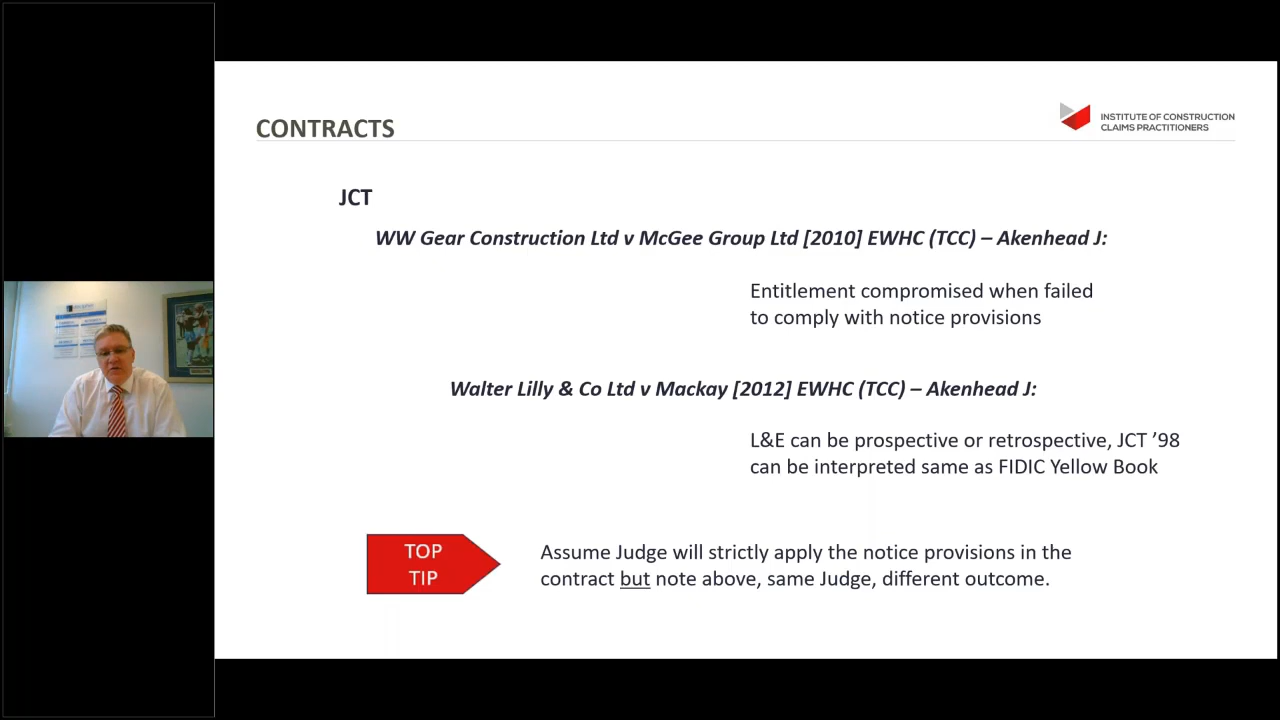 CONTRACTS
INSTITUTE OF CONSTRUCTION
CLAIMS PRACTITIONERS
JCT
WW Gear Construction Ltd v McGee Group Ltd [2010] EWHC (TCC) – Akenhead J:
Entitlement compromised when failed
to comply with notice provisions
Walter Lilly & Co Ltd v Mackay [2012] EWHC (TCC) – Akenhead J:
L&E can be prospective or retrospective, JCT ’98
can be interpreted same as FIDIC Yellow Book
TOP
TIP
Assume Judge will strictly apply the notice provisions in the
contract but note above, same Judge, different outcome.